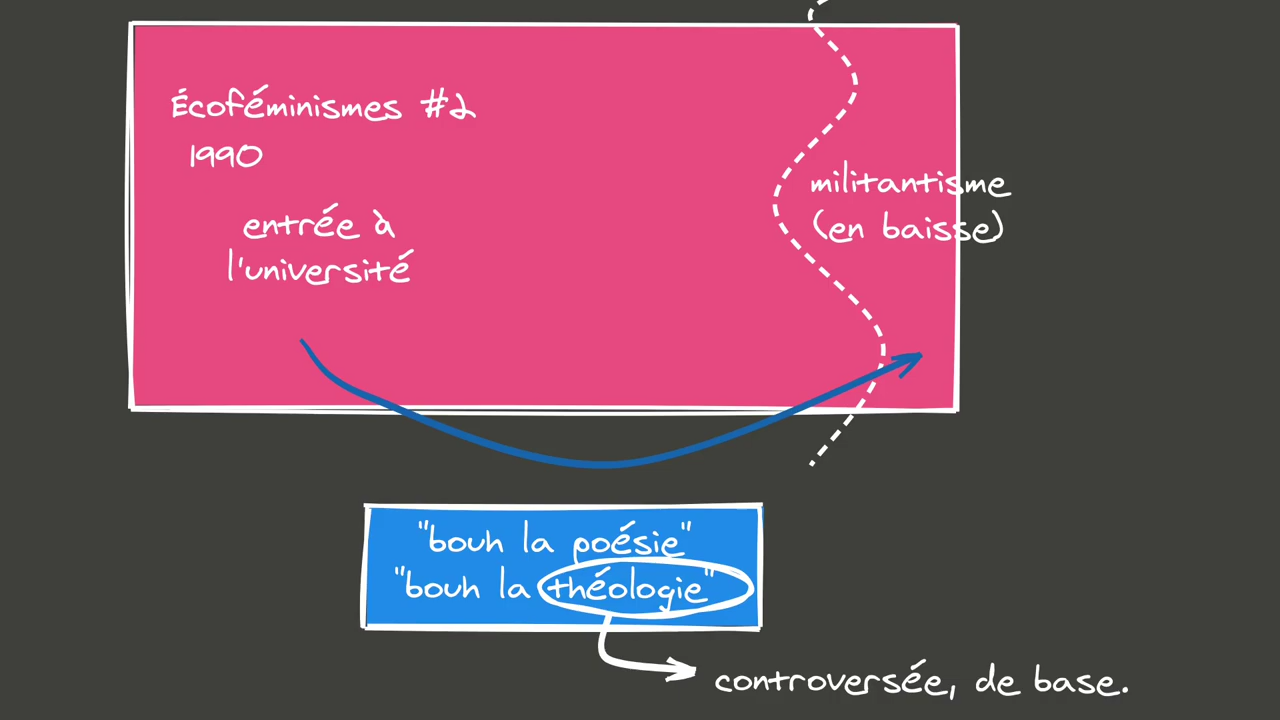 Écoféminismes #2
1990
entrée à
l'université
militantisme
(en baisse)
"bouh la poésie"
"bouh la théologie"
controversée, de base.